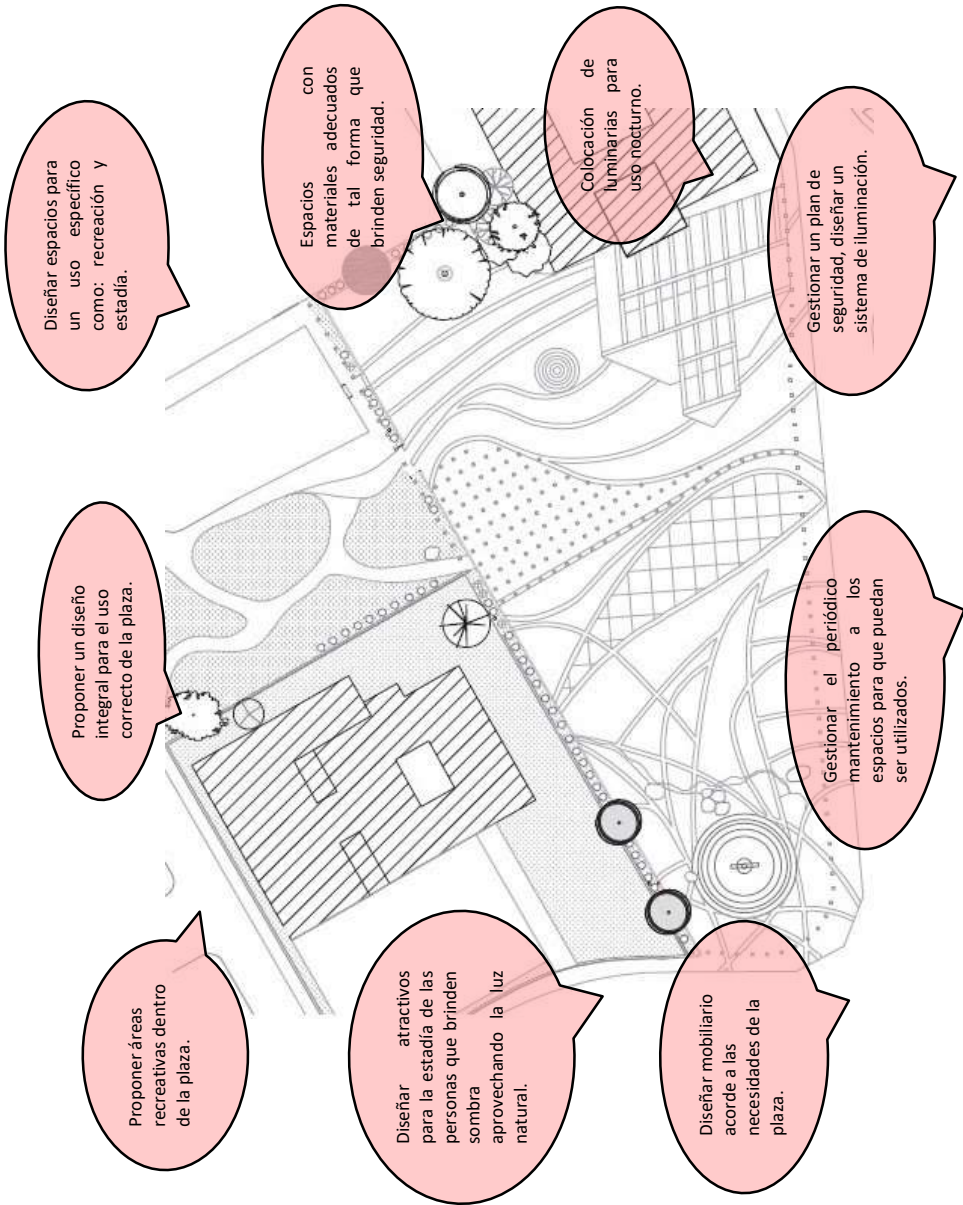 Proponer áreas
recreativas dentro
de la plaza.
Proponer un diseño
integral para el uso
correcto de la plaza.
Diseñar espacios para
un uso específico
como: recreación y
estadía.
Diseñar atractivos
para la estadía de las
personas que brinden
sombra
aprovechando la luz
natural.
Espacios con
materiales adecuados
de tal forma que
brinden seguridad.
Colocación de
luminarias para
uso nocturno.
Diseñar mobiliario
acorde a las
necesidades de la
plaza.
Gestionar el periódico
mantenimiento a los
espacios para que puedan
ser utilizados.
Gestionar un plan de
seguridad, diseñar un
sistema de iluminación.